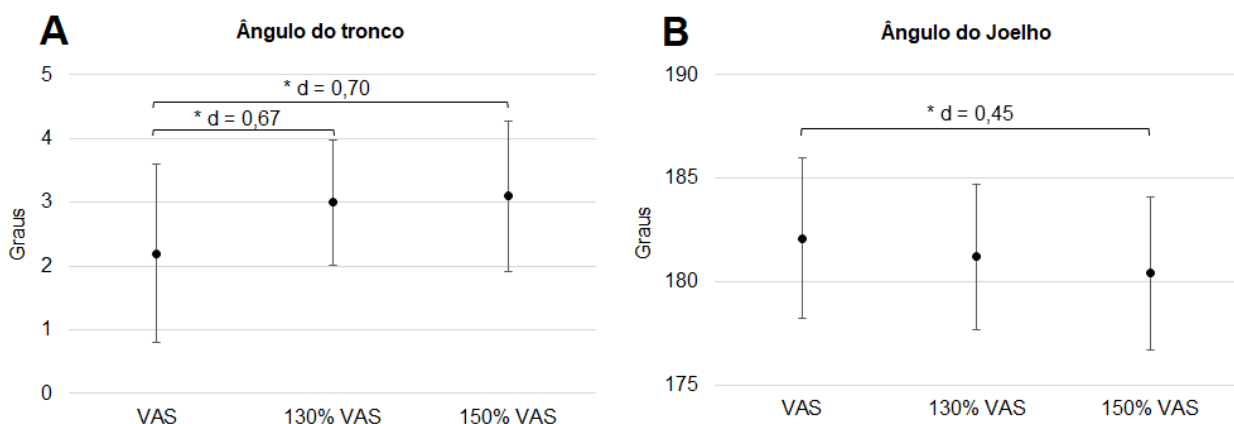 A
Ângulo do tronco
5
4
3
2
1
0
Graus
* d = 0,70
* d = 0,67
VAS
130% VAS
150% VAS
B
Ângulo do Joelho
190
185
180
175
Graus
* d = 0,45
VAS
130% VAS
150% VAS